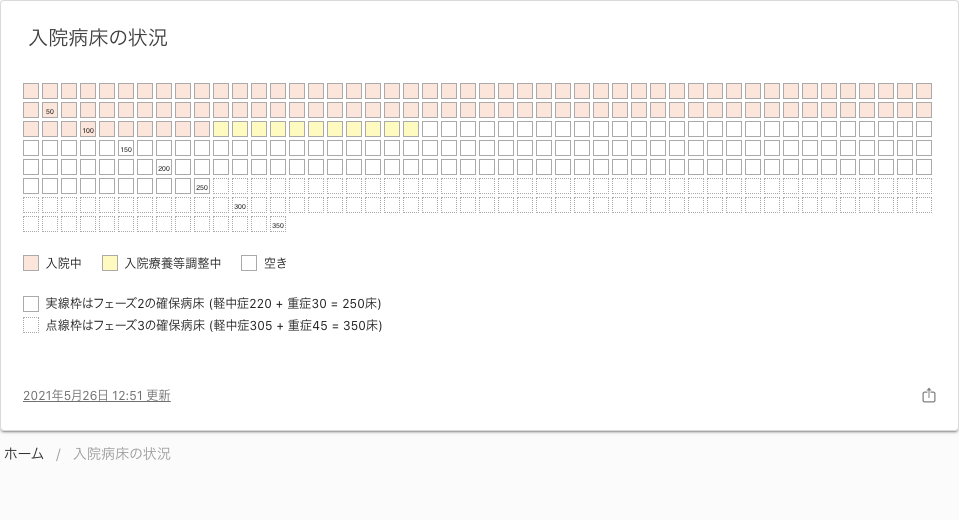 入院病床の状況
50
100
150
200
250
300
350
入院中 入院療養等調整中 空き
実線枠はフェーズ2の確保病床 (軽中症220 + 重症30 = 250床)
点線枠はフェーズ3の確保病床 (軽中症305 + 重症45 = 350床)
2021年5月26日 12:51 更新
ホーム / 入院病床の状況